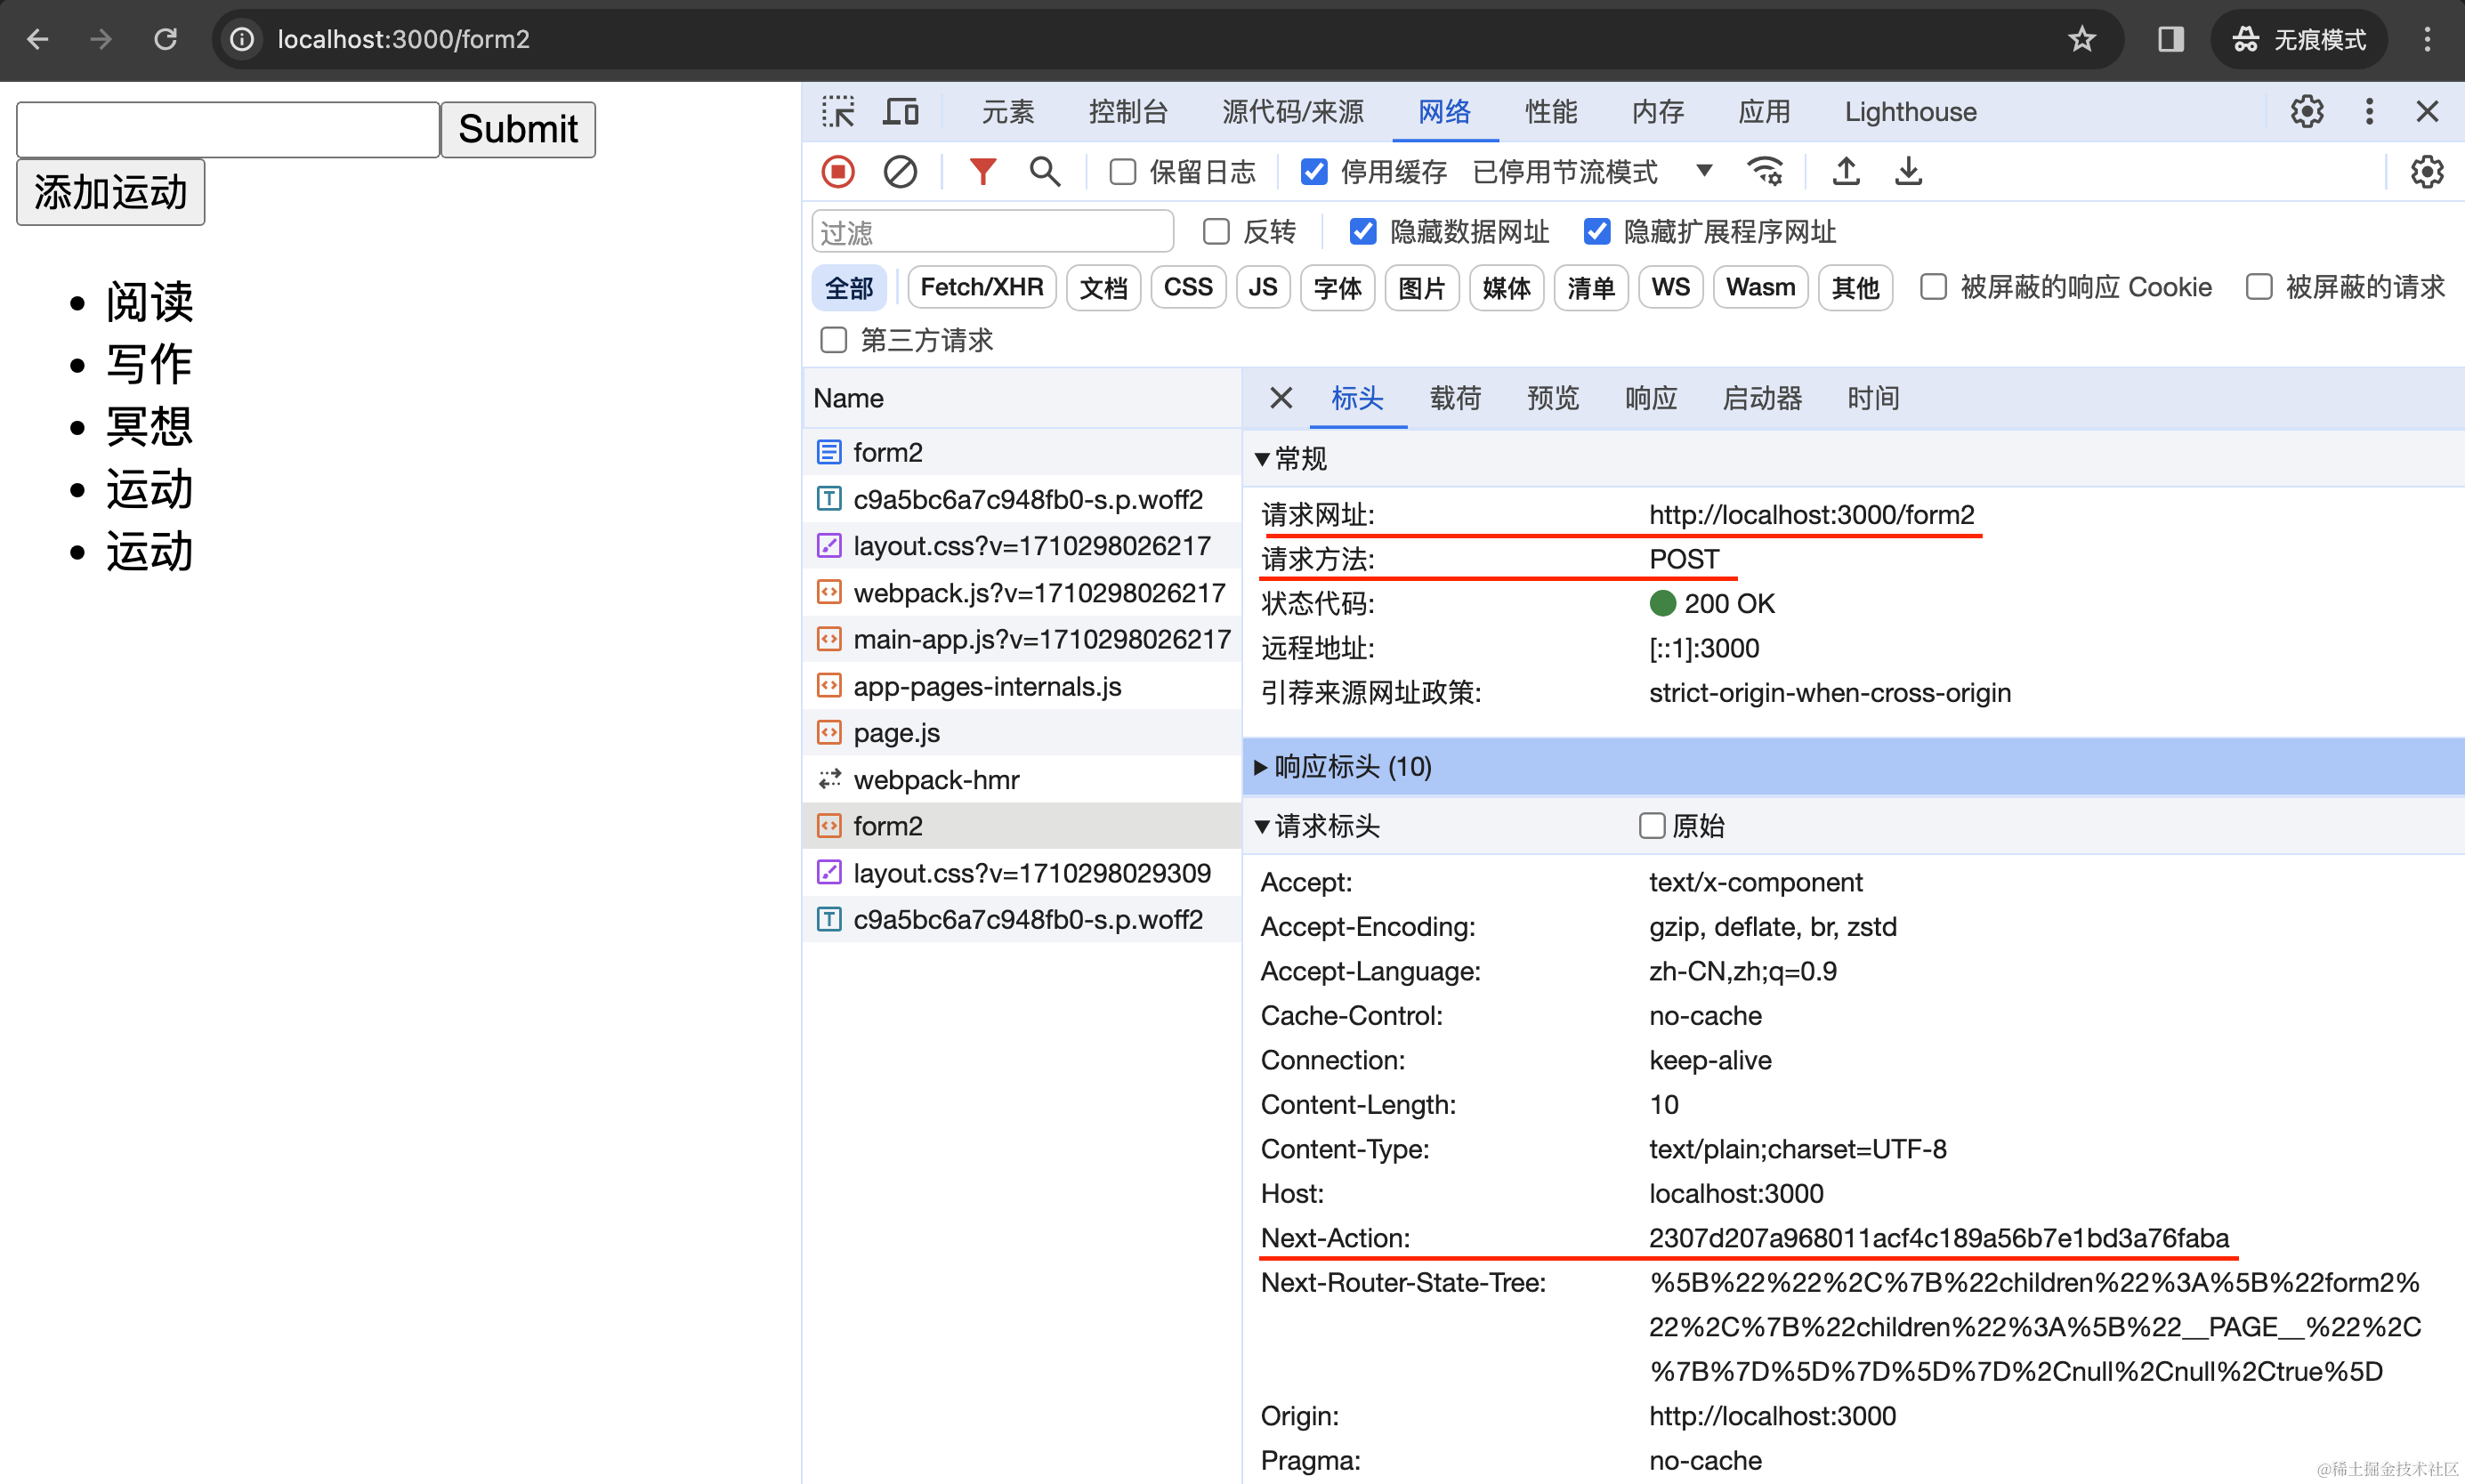 localhost:3000/form2
无痕模式
Submit
添加运动
阅读
写作
冥想
运动
运动
元素 控制台 源代码/来源 网络 性能 内存 应用 Lighthouse
保留日志 停用缓存 已停用节流模式
过滤 反转 隐藏数据网址 隐藏扩展程序网址
全部 Fetch/XHR 文档 CSS JS 字体 图片 媒体 清单 WS Wasm 其他 被屏蔽的响应 Cookie 被屏蔽的请求
第三方请求
Name
form2
c9a5bc6a7c948fb0-s.p.woff2
layout.css?v=1710298026217
webpack.js?v=1710298026217
main-app.js?v=1710298026217
app-pages-internals.js
page.js
webpack-hmr
form2
layout.css?v=1710298029309
c9a5bc6a7c948fb0-s.p.woff2
标头 载荷 预览 响应 启动器 时间
常规
请求网址: http://localhost:3000/form2
请求方法: POST
状态代码: 200 OK
远程地址: [::1]:3000
引荐来源网址政策: strict-origin-when-cross-origin
响应标头 (10)
请求标头 原始
Accept: text/x-component
Accept-Encoding: gzip, deflate, br, zstd
Accept-Language: zh-CN,zh;q=0.9
Cache-Control: no-cache
Connection: keep-alive
Content-Length: 10
Content-Type: text/plain;charset=UTF-8
Host: localhost:3000
Next-Action: 2307d207a968011acf4c189a56b7e1bd3a76faba
Next-Router-State-Tree: %5B%22%22%2C%7B%22children%22%3A%5B%22form2%
22%2C%7B%22children%22%3A%5B%22__PAGE__%22%2C
%7B%7D%5D%7D%5D%7D%2Cnull%2Cnull%2Ctrue%5D
Origin: http://localhost:3000
Pragma: no-cache
@稀土掘金技术社区